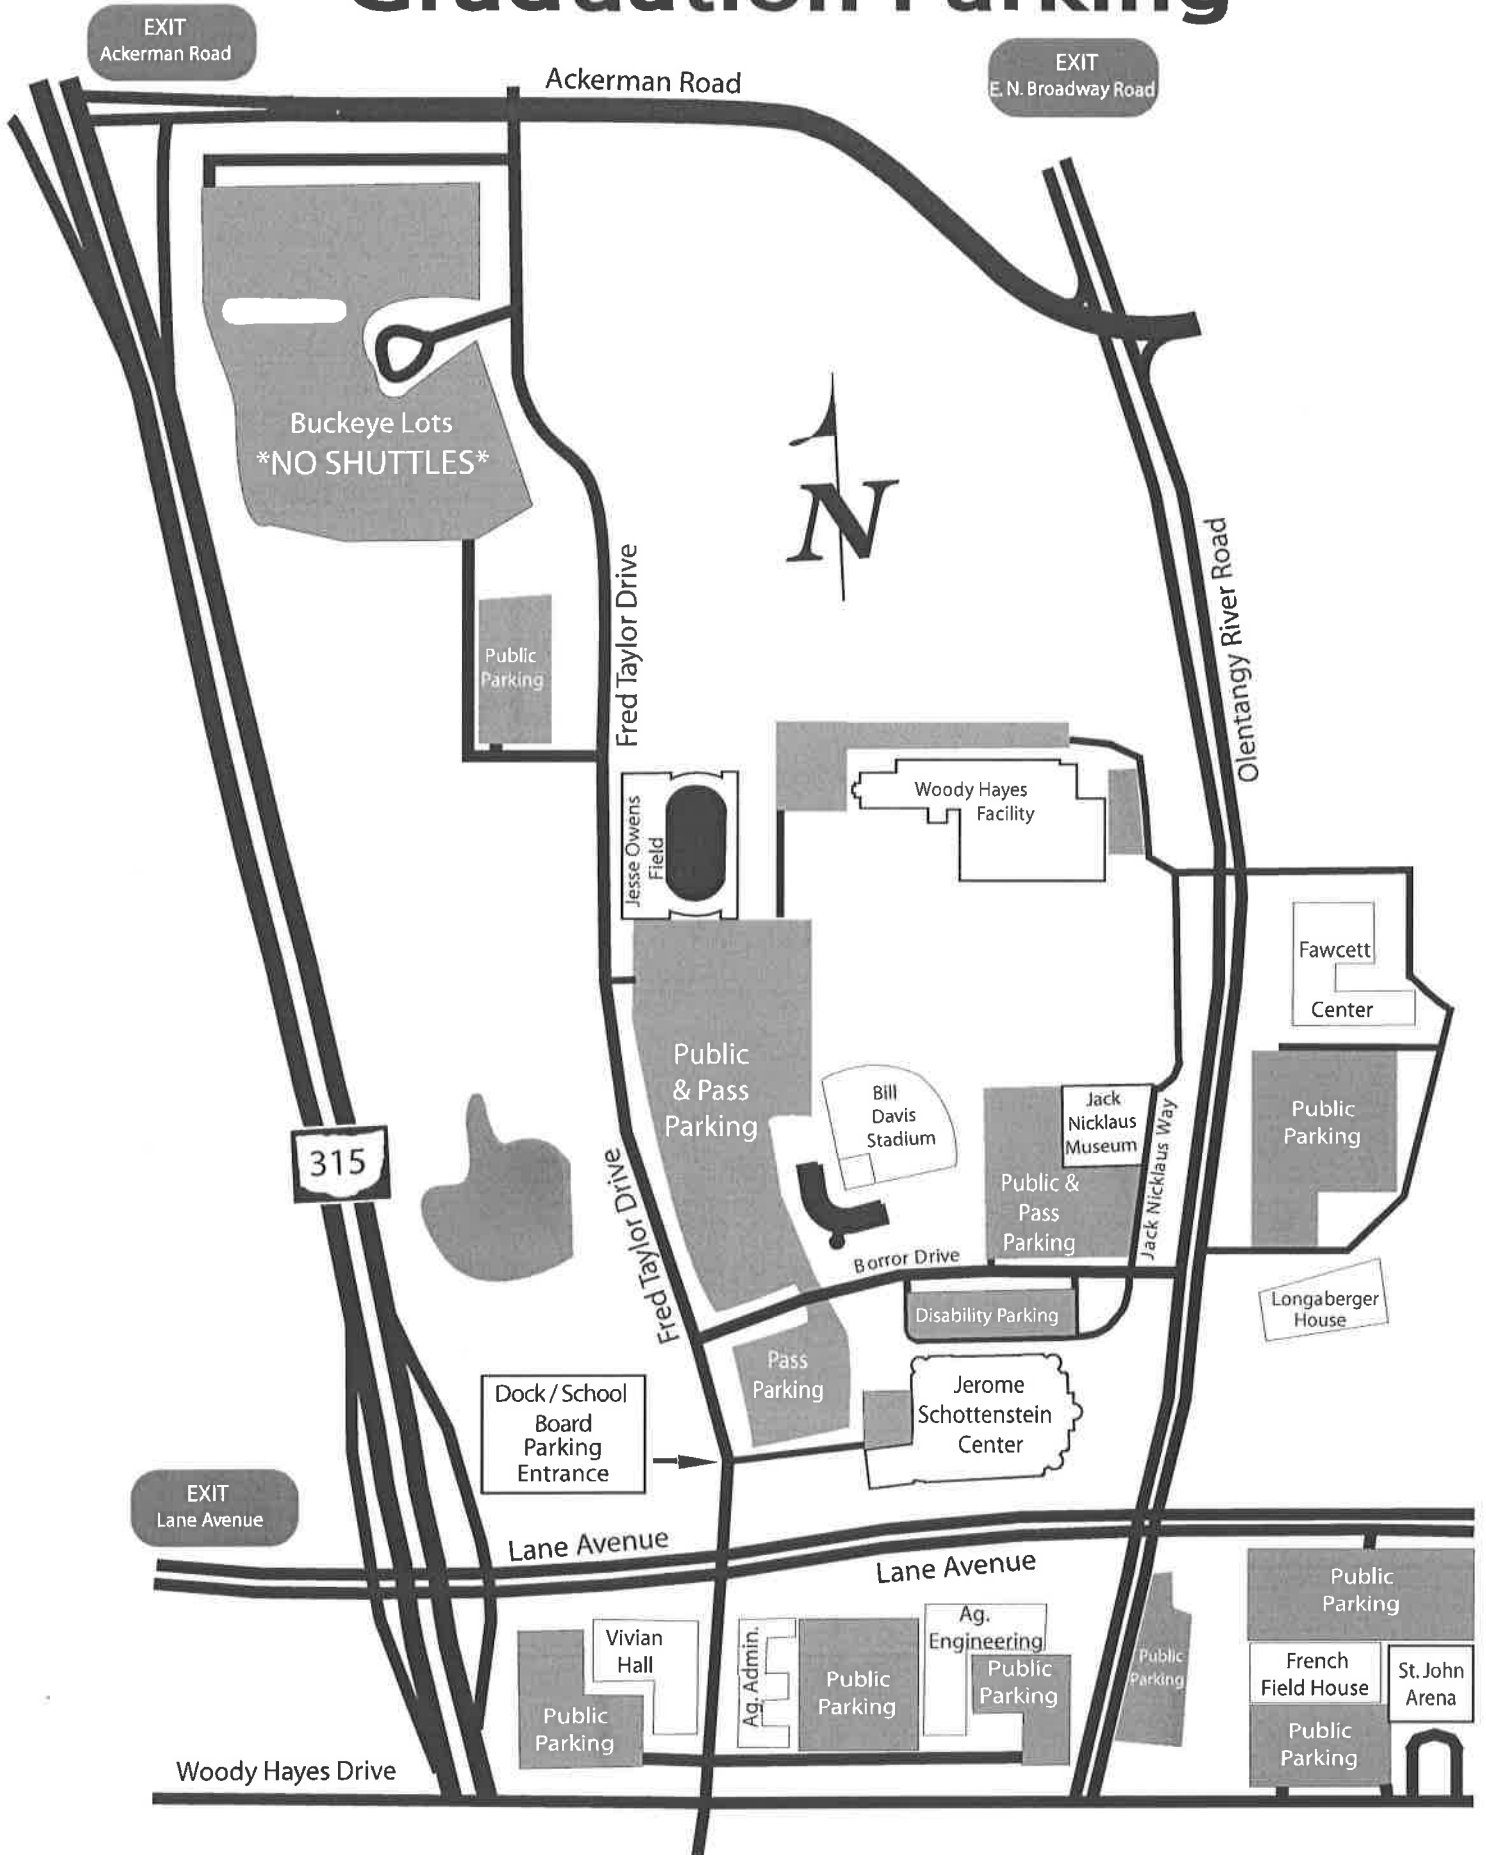 Graduation Parking
EXIT
Ackerman Road
EXIT
E. N. Broadway Road
Ackerman Road
Buckeye Lots
*NO SHUTTLES*
N
Fred Taylor Drive
Olentangy River Road
Public
Parking
Woody Hayes
Facility
Jesse Owens
Field
Fawcett
Center
Public
& Pass
Parking
Bill
Davis
Stadium
Jack
Nicklaus
Museum
Jack Nicklaus Way
Public
Parking
315
Public &
Pass
Parking
Fred Taylor Drive
Borror Drive
Disability Parking
Longaberger
House
Pass
Parking
Dock / School
Board
Parking
Entrance
Jerome
Schottenstein
Center
EXIT
Lane Avenue
Lane Avenue
Lane Avenue
Public
Parking
Vivian
Hall
Ag. Admin.
Ag.
Engineering
Public
Parking
Public
Parking
Public
Parking
Public
Parking
French
Field House
St. John
Arena
Public
Parking
Woody Hayes Drive